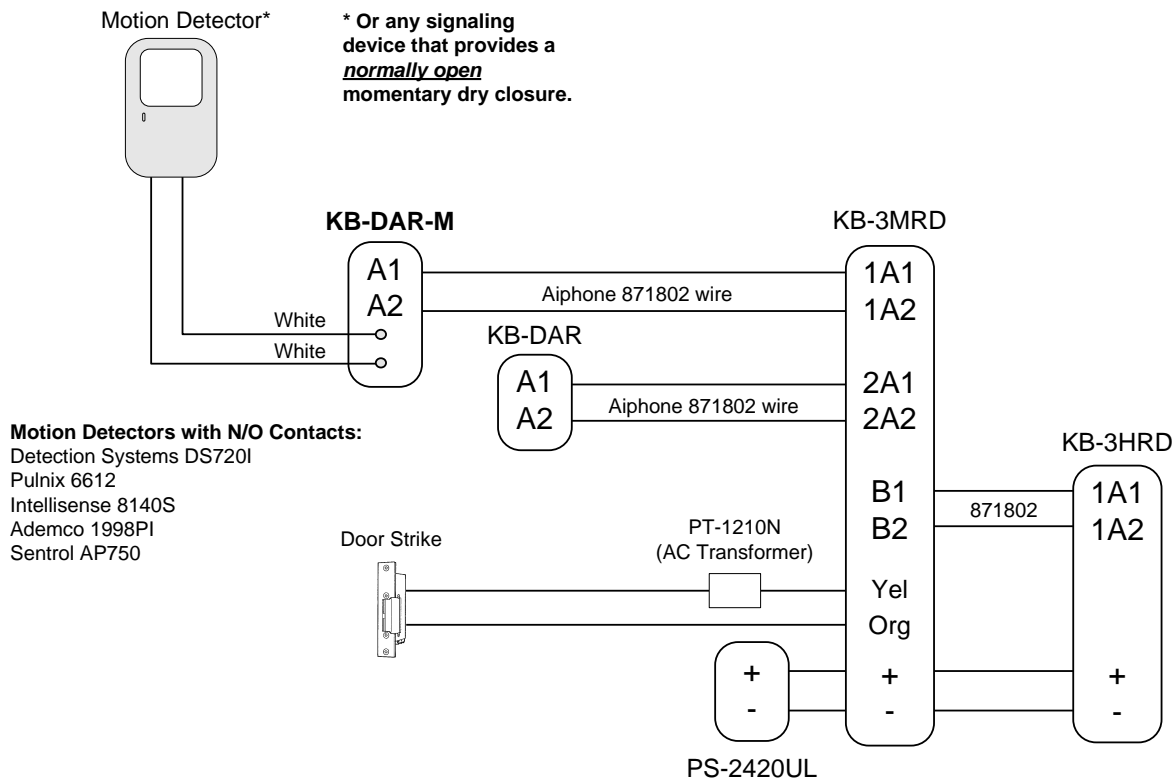 Motion Detector*
* Or any signaling
device that provides a
normally open
momentary dry closure.
KB-DAR-M
A1
A2
White
White
Aiphone 871802 wire
KB-3MRD
1A1
1A2
2A1
2A2
B1
B2
Yel
Org
+
-
KB-DAR
A1
A2
Aiphone 871802 wire
Motion Detectors with N/O Contacts:
Detection Systems DS720I
Pulnix 6612
Intellisense 8140S
Ademco 1998PI
Sentrol AP750
KB-3HRD
1A1
1A2
+
-
871802
Door Strike
PT-1210N
(AC Transformer)
+
-
PS-2420UL